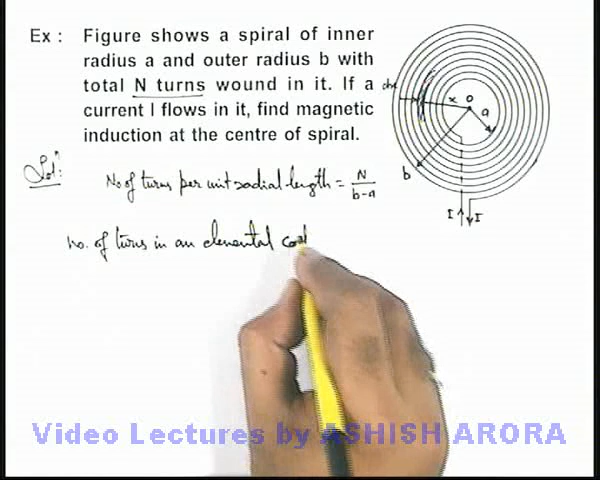 Ex : Figure shows a spiral of inner
radius a and outer radius b with
total N turns wound in it. If a
current I flows in it, find magnetic
induction at the centre of spiral.
dx
x O
a
b
I I
Solⁿ:
No of turns per unit radial length = N/b-a
no. of turns in an elemental coil
Video Lectures by ASHISH ARORA